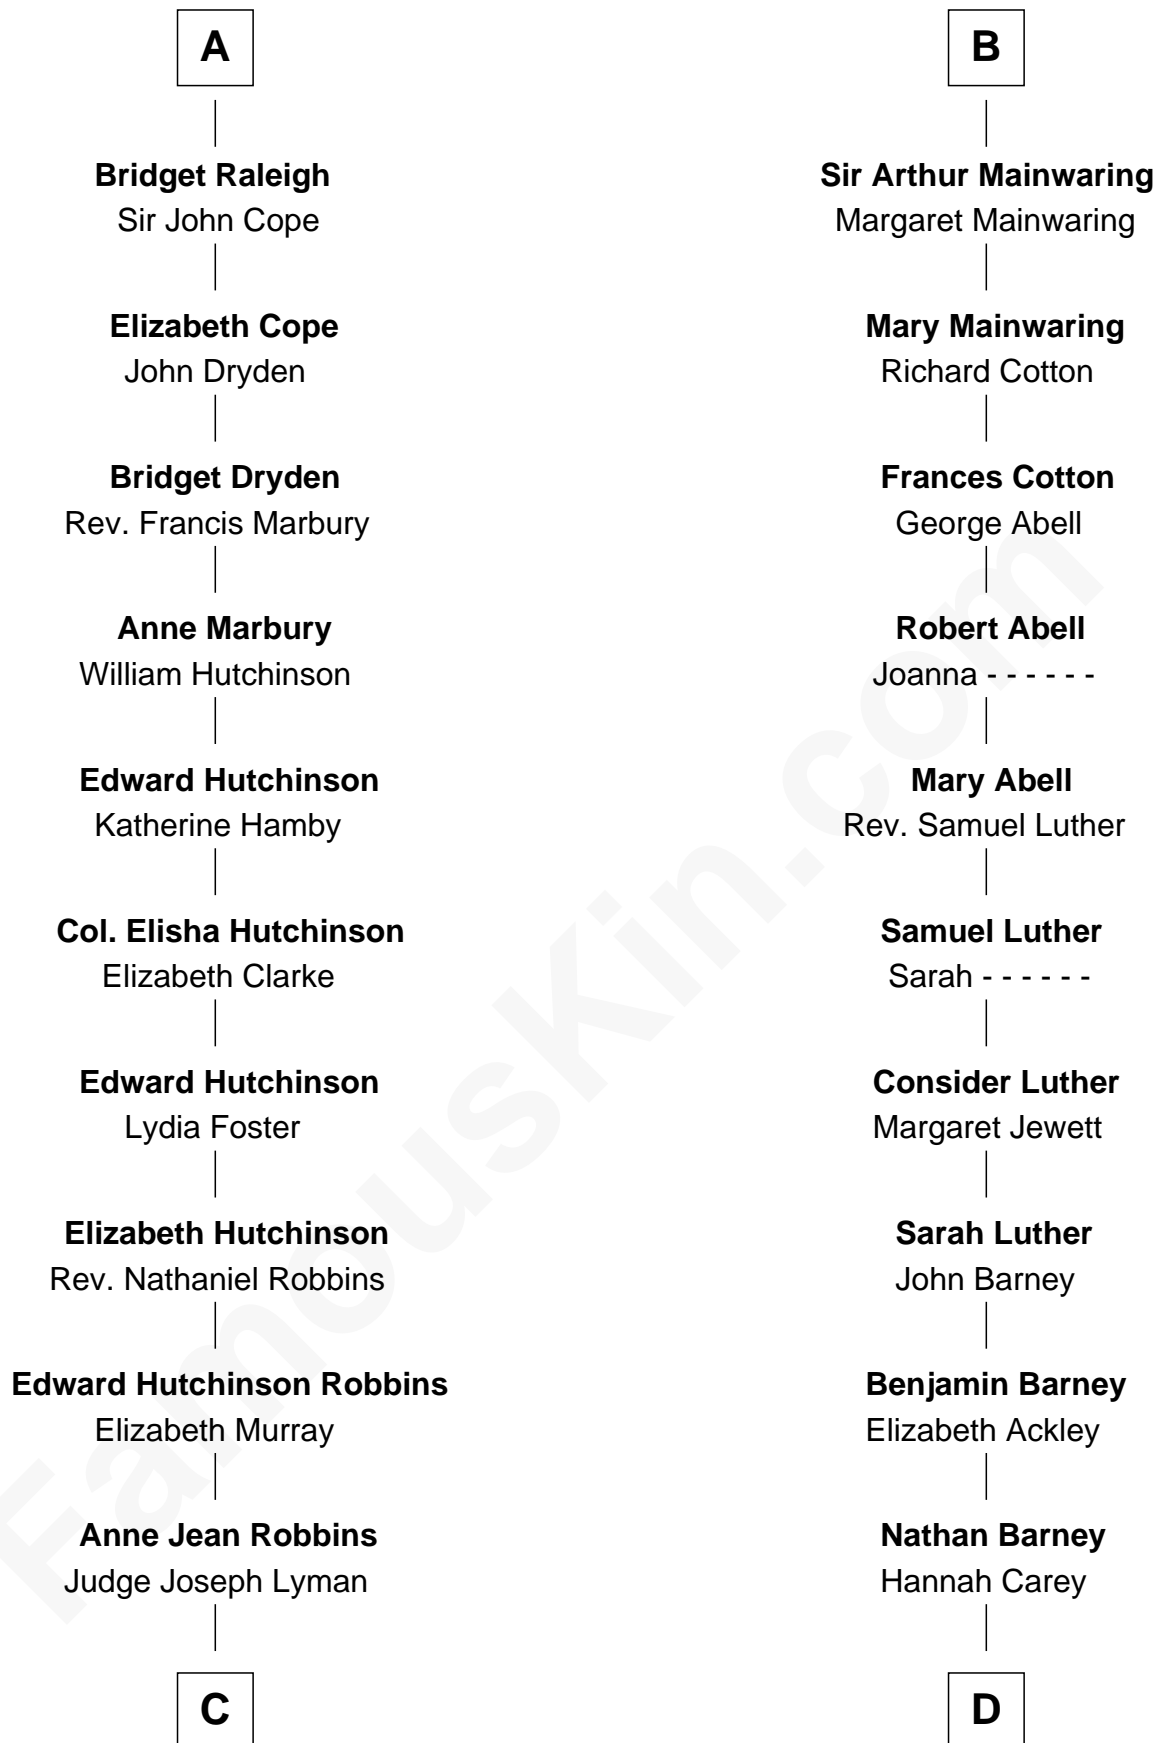 A
Bridget Raleigh
Sir John Cope
Elizabeth Cope
John Dryden
Bridget Dryden
Rev. Francis Marbury
Anne Marbury
William Hutchinson
Edward Hutchinson
Katherine Hamby
Col. Elisha Hutchinson
Elizabeth Clarke
Edward Hutchinson
Lydia Foster
Elizabeth Hutchinson
Rev. Nathaniel Robbins
Edward Hutchinson Robbins
Elizabeth Murray
Anne Jean Robbins
Judge Joseph Lyman
C
B
Sir Arthur Mainwaring
Margaret Mainwaring
Mary Mainwaring
Richard Cotton
Frances Cotton
George Abell
Robert Abell
Joanna - - - - - -
Mary Abell
Rev. Samuel Luther
Samuel Luther
Sarah - - - - - -
Consider Luther
Margaret Jewett
Sarah Luther
John Barney
Benjamin Barney
Elizabeth Ackley
Nathan Barney
Hannah Carey
D
FamousKin.com